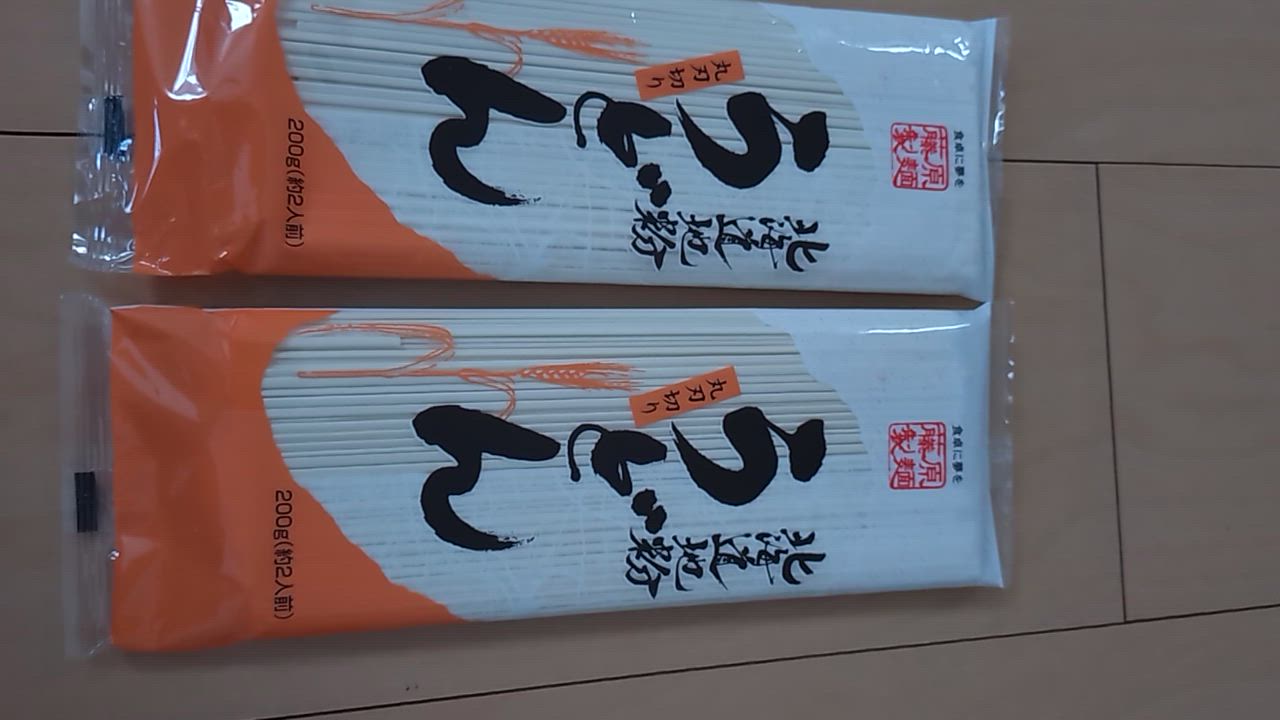 食卓に夢を
藤原
製麺
北海道地粉
うどん
丸刃切り
200g(約2人前)
食卓に夢を
藤原
製麺
北海道地粉
うどん
丸刃切り
200g(約2人前)